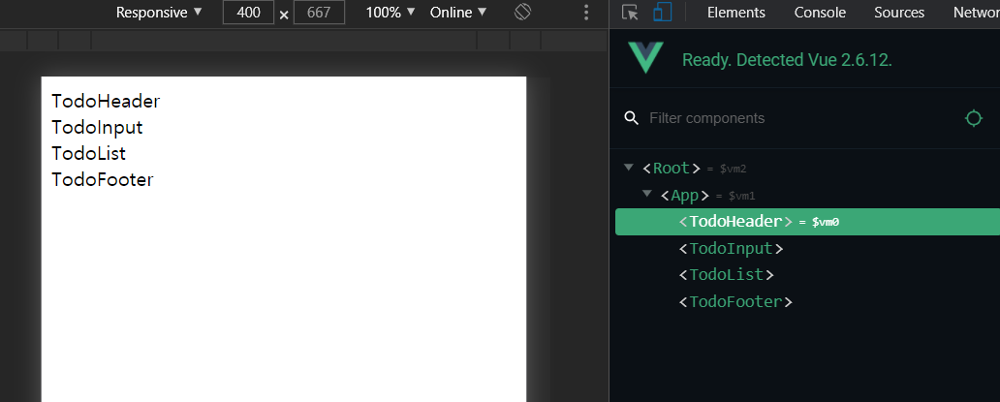 Responsive ▼ 400 × 667 100% ▼ Online ▼
Elements Console Sources Networ
Ready. Detected Vue 2.6.12.
Filter components
TodoHeader
TodoInput
TodoList
TodoFooter
<Root> = $vm2
<App> = $vm1
<TodoHeader> = $vm0
<TodoInput>
<TodoList>
<TodoFooter>